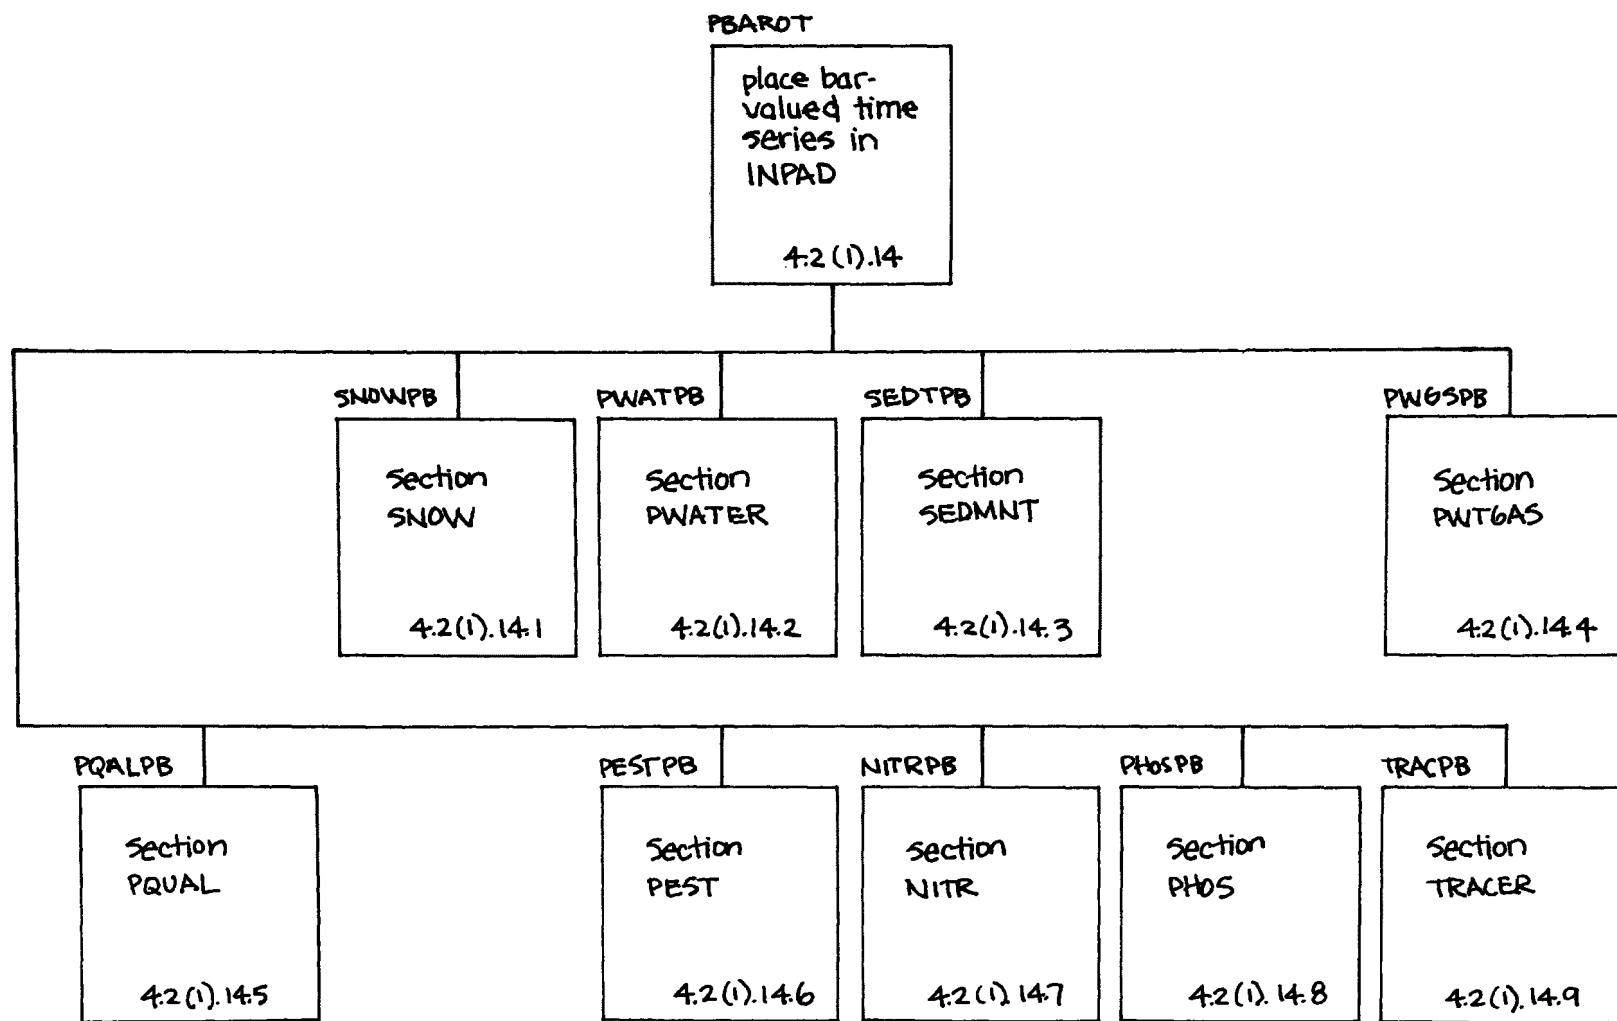 PBAROT
place bar-
valued time
series in
INPAD
4.2(1).14
SNOWPB
Section
SNOW
4.2(1).14.1
PWATPB
Section
PWATER
4.2(1).14.2
SEDTPB
section
SEDMNT
4.2(1).14.3
PWGSPB
Section
PWTGAS
4.2(1).14.4
PQALPB
Section
PQUAL
4.2(1).14.5
PESTPB
Section
PEST
4.2(1).14.6
NITRPB
section
NITR
4.2(1).14.7
PHOSPB
Section
PHOS
4.2(1).14.8
TRACPB
Section
TRACER
4.2(1).14.9